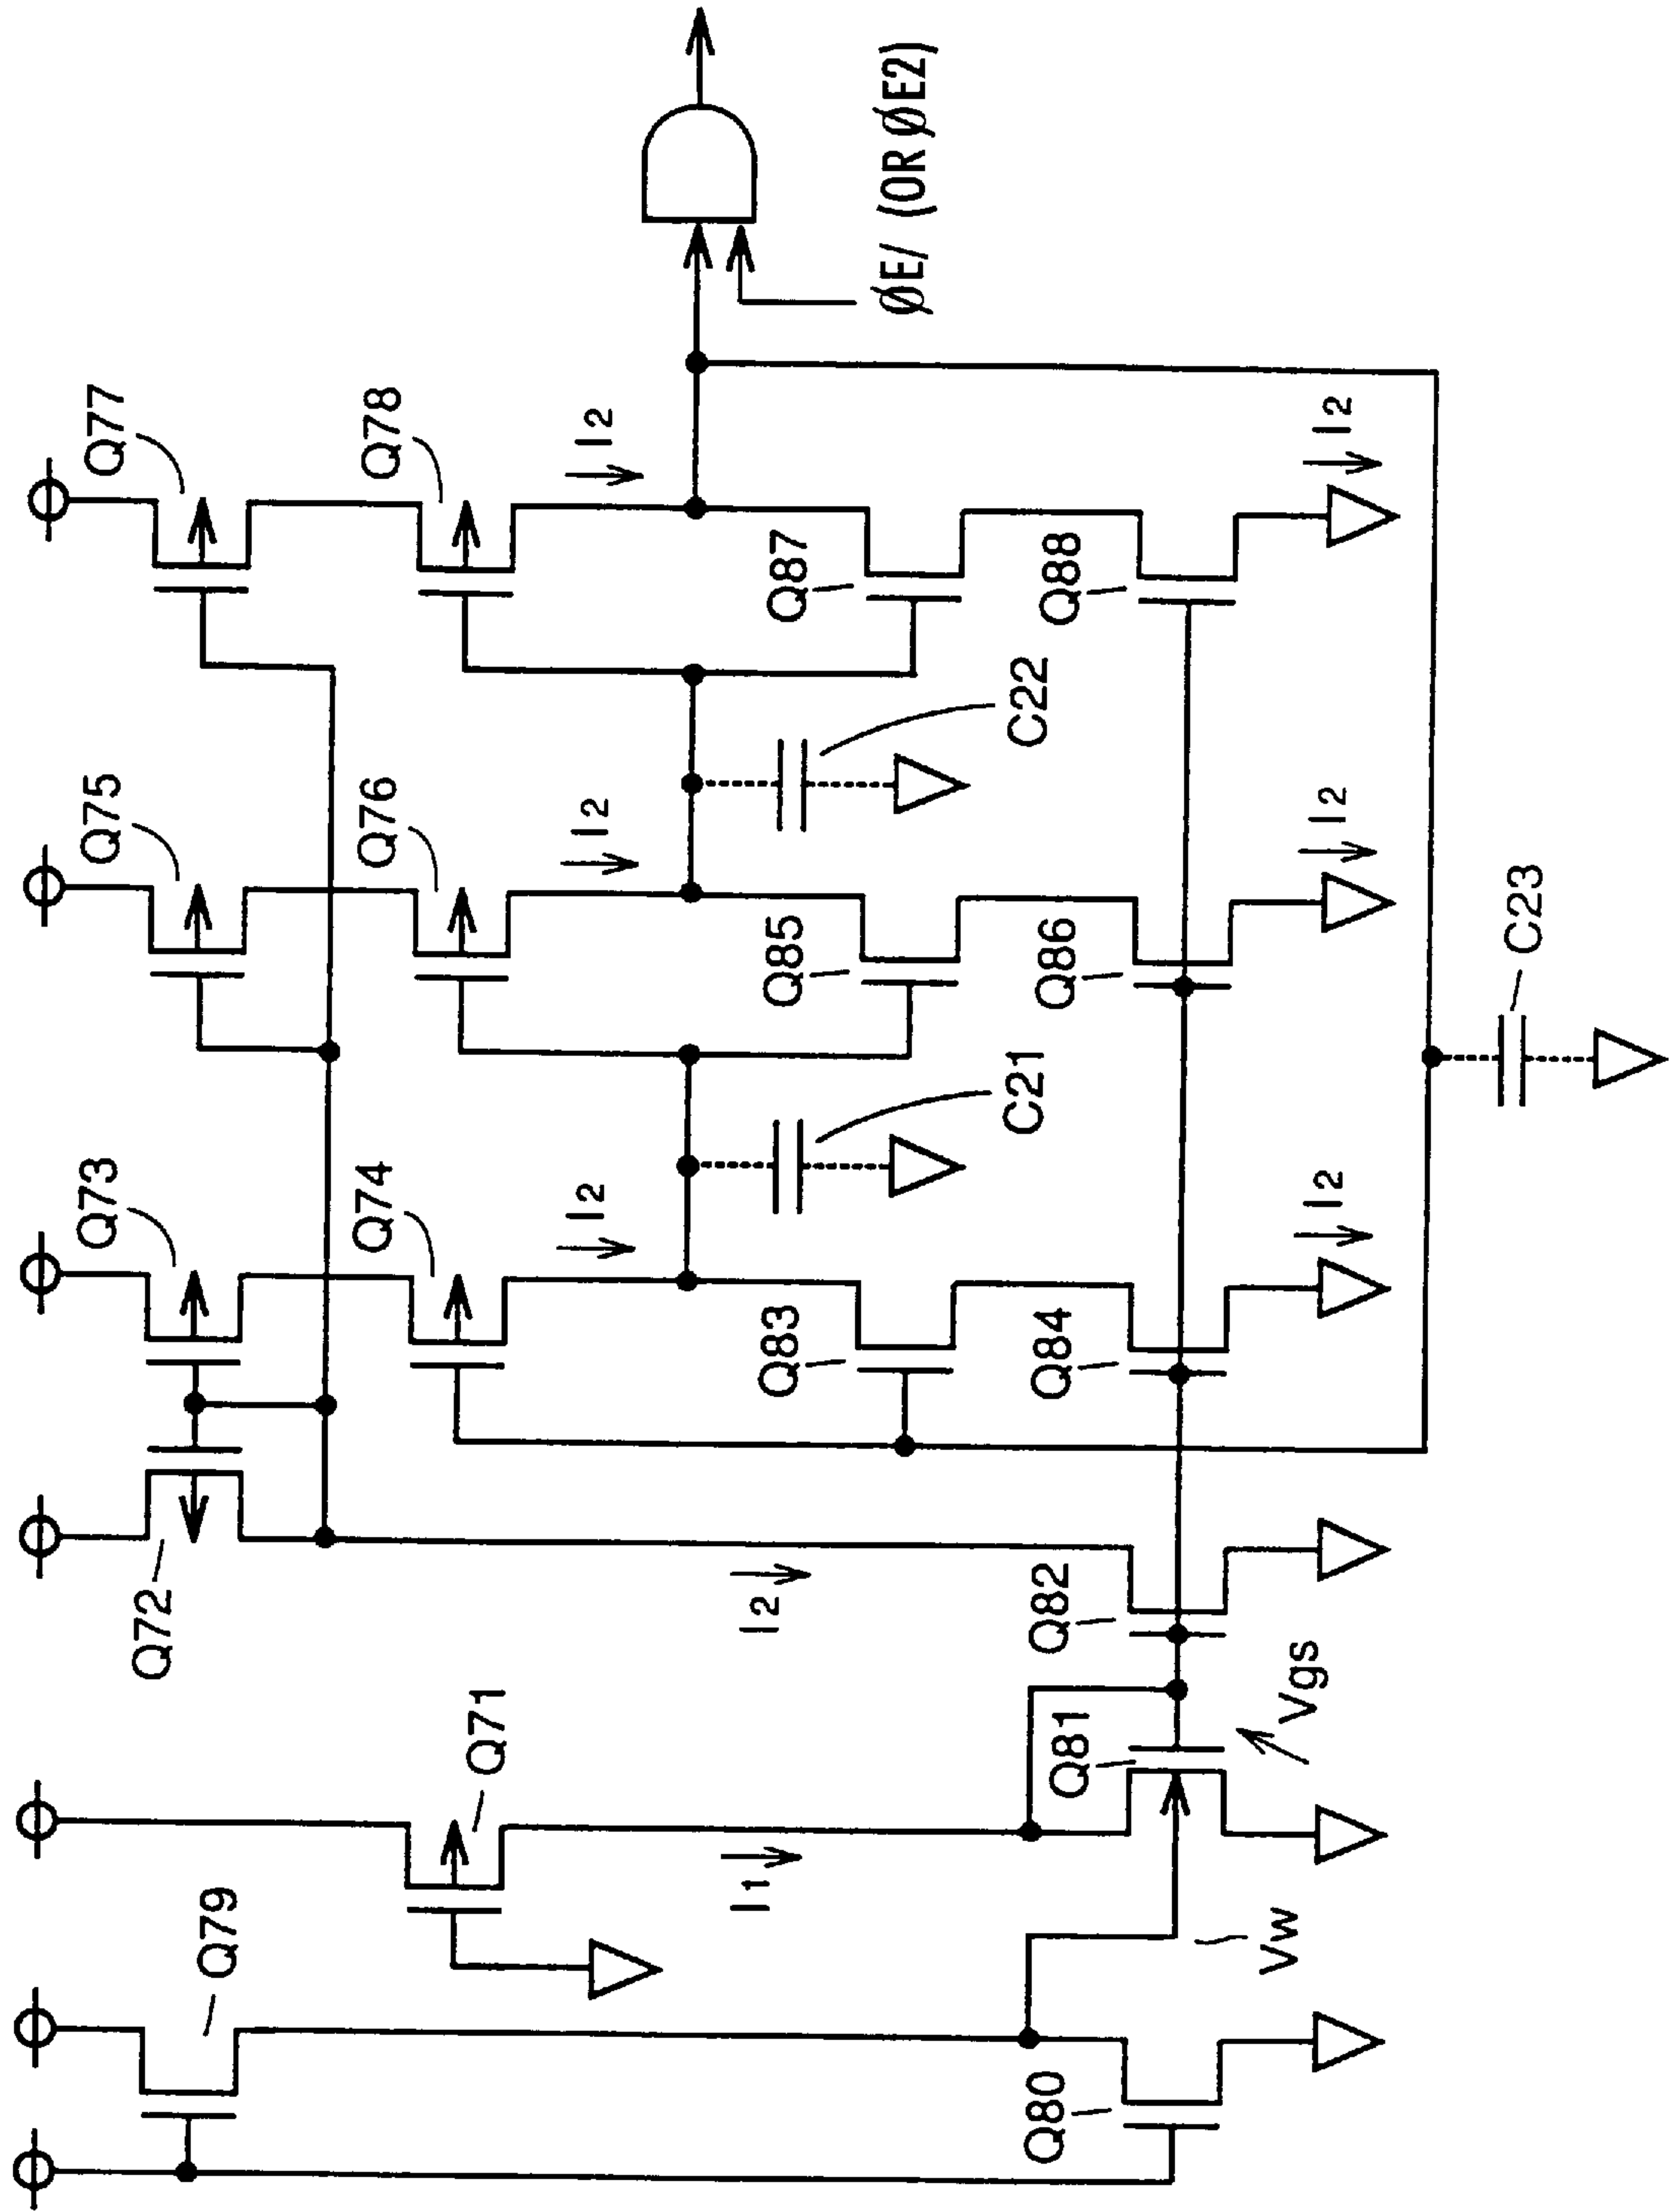 Q77
Q78
I2
Q87
Q88
I2
ØE/ (OR ØE2)
C22
Q75
Q76
I2
Q85
Q86
I2
C23
C21
Q73
Q74
I2
Q83
Q84
I2
Q72
I2
Q82
Vgs
Q71
Q81
I1
Vw
Q79
Q80